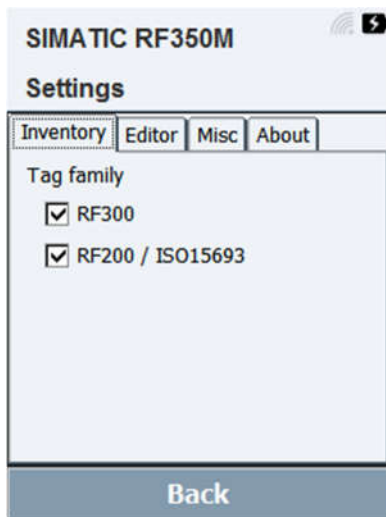 SIMATIC RF350M
Settings
Inventory Editor Misc About
Tag family
RF300
RF200 / ISO15693
Back